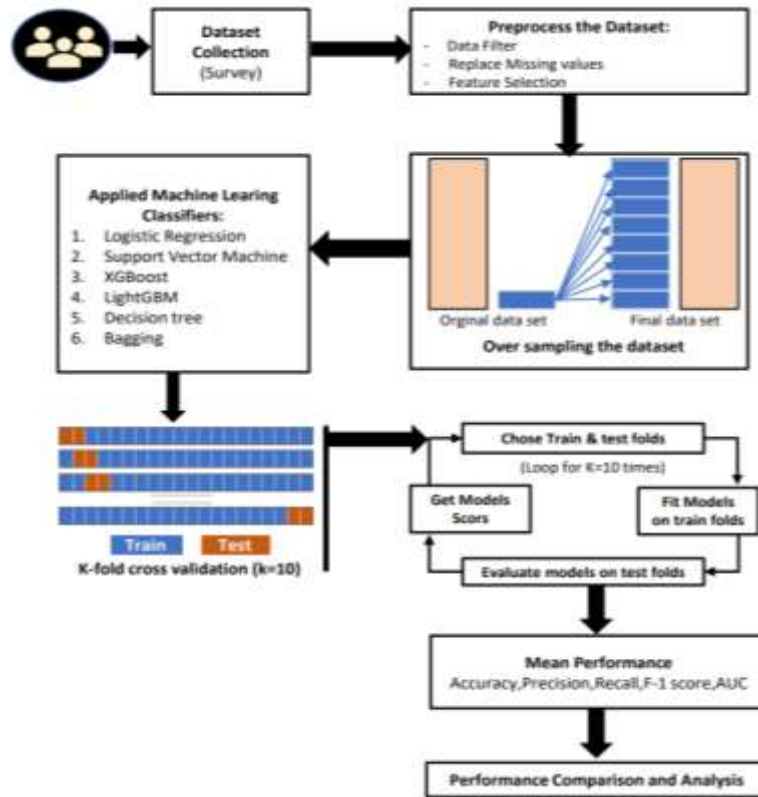 Dataset
Collection
(Survey)
Preprocess the Dataset:
- Data Filter
- Replace Missing values
- Feature Selection
Applied Machine Learing
Classifiers:
1. Logistic Regression
2. Support Vector Machine
3. XGBoost
4. LightGBM
5. Decision tree
6. Bagging
Orginal data set
Final data set
Over sampling the dataset
Train
Test
K-fold cross validation (k=10)
Chose Train & test folds
(Loop for K=10 times)
Get Models
Scors
Fit Models
on train folds
Evaluate models on test folds
Mean Performance
Accuracy,Precision,Recall,F-1 score,AUC
Performance Comparison and Analysis